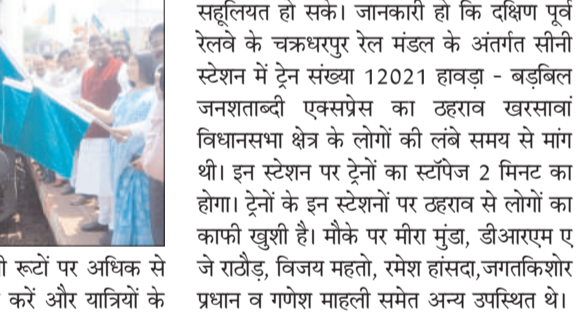 रूटों पर अधिक से
करें और यात्रियों के
सहूलियत हो सके। जानकारी हो कि दक्षिण पूर्व
रेलवे के चक्रधरपुर रेल मंडल के अंतर्गत सीनी
स्टेशन में ट्रेन संख्या 12021 हावड़ा - बड़बिल
जनशताब्दी एक्सप्रेस का ठहराव खरसावां
विधानसभा क्षेत्र के लोगों की लंबे समय से मांग
थी। इन स्टेशन पर ट्रेनों का स्टॉपेज 2 मिनट का
होगा। ट्रेनों के इन स्टेशनों पर ठहराव से लोगों का
काफी खुशी है। मौके पर मीरा मुंडा, डीआरएम ए
जे राठौड़, विजय महतो, रमेश हांसदा,जगतकिशोर
प्रधान व गणेश माहली समेत अन्य उपस्थित थे।